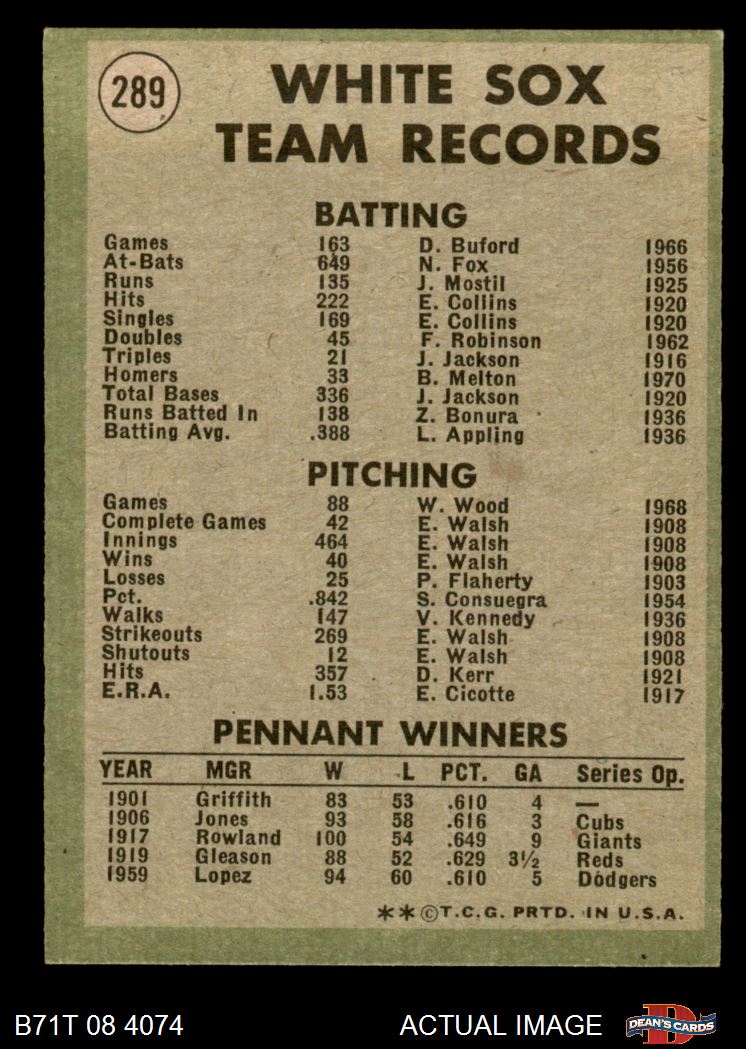 289
WHITE SOX
TEAM RECORDS
BATTING
Games 163 D. Buford 1966
At-Bats 649 N. Fox 1956
Runs 135 J. Mostil 1925
Hits 222 E. Collins 1920
Singles 169 E. Collins 1920
Doubles 45 F. Robinson 1962
Triples 21 J. Jackson 1916
Homers 33 B. Melton 1970
Total Bases 336 J. Jackson 1920
Runs Batted In 138 Z. Bonura 1936
Batting Avg. .388 L. Appling 1936
PITCHING
Games 88 W. Wood 1968
Complete Games 42 E. Walsh 1908
Innings 464 E. Walsh 1908
Wins 40 E. Walsh 1908
Losses 25 P. Flaherty 1903
Pct. .842 S. Consuegra 1954
Walks 147 V. Kennedy 1936
Strikeouts 269 E. Walsh 1908
Shutouts 12 E. Walsh 1908
Hits 357 D. Kerr 1921
E.R.A. 1.53 E. Cicotte 1917
PENNANT WINNERS
YEAR MGR W L PCT. GA Series Op.
1901 Griffith 83 53 .610 4 —
1906 Jones 93 58 .616 3 Cubs
1917 Rowland 100 54 .649 9 Giants
1919 Gleason 88 52 .629 3½ Reds
1959 Lopez 94 60 .610 5 Dodgers
**©T.C.G. PRTD. IN U.S.A.
B71T 08 4074 ACTUAL IMAGE D DEAN'S CARDS